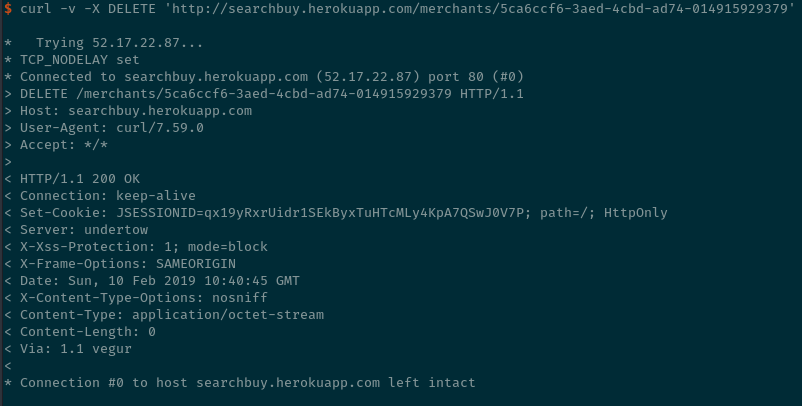 $ curl -v -X DELETE 'http://searchbuy.herokuapp.com/merchants/5ca6ccf6-3aed-4cbd-ad74-014915929379'
*   Trying 52.17.22.87...
* TCP_NODELAY set
* Connected to searchbuy.herokuapp.com (52.17.22.87) port 80 (#0)
> DELETE /merchants/5ca6ccf6-3aed-4cbd-ad74-014915929379 HTTP/1.1
> Host: searchbuy.herokuapp.com
> User-Agent: curl/7.59.0
> Accept: */*
>
< HTTP/1.1 200 OK
< Connection: keep-alive
< Set-Cookie: JSESSIONID=qx19yRxrUidr1SEkByxTuHTcMLy4KpA7QSwJ0V7P; path=/; HttpOnly
< Server: undertow
< X-Xss-Protection: 1; mode=block
< X-Frame-Options: SAMEORIGIN
< Date: Sun, 10 Feb 2019 10:40:45 GMT
< X-Content-Type-Options: nosniff
< Content-Type: application/octet-stream
< Content-Length: 0
< Via: 1.1 vegur
<
* Connection #0 to host searchbuy.herokuapp.com left intact